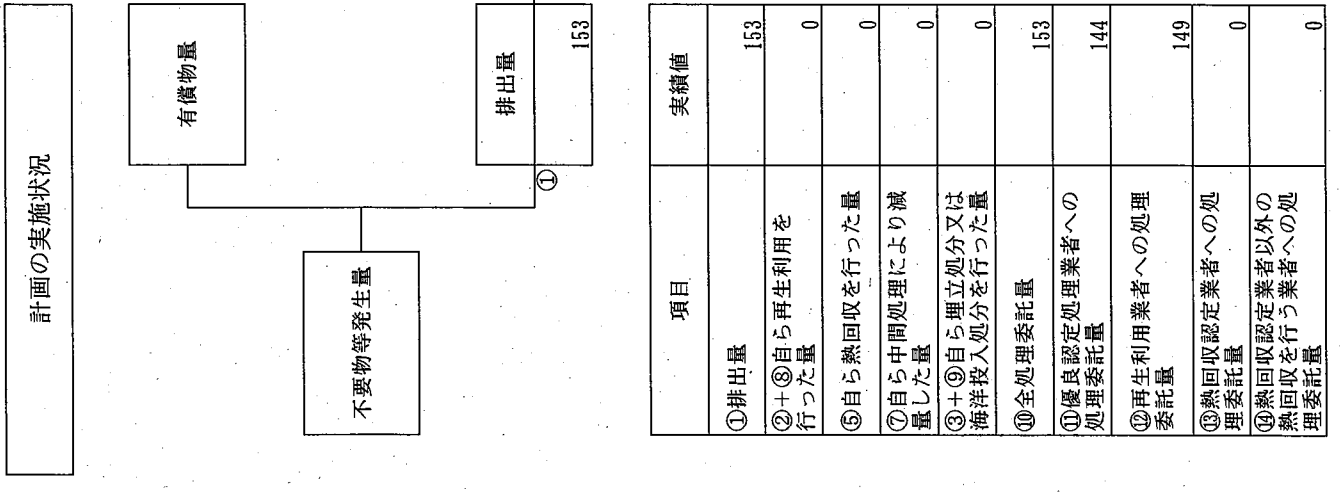 計画の実施状況
有償物量
不要物等発生量
排出量
①
153
項目
実績値
①排出量
153
②+⑧自ら再生利用を
行った量
0
⑤自ら熱回収を行った量
0
⑦自ら中間処理により減
量した量
0
③+⑨自ら埋立処分又は
海洋投入処分を行った量
0
⑩全処理委託量
153
⑪優良認定処理業者への
処理委託量
144
⑫再生利用業者への処理
委託量
149
⑬熱回収認定業者への処
理委託量
0
⑭熱回収認定業者以外の
熱回収を行う業者への処
理委託量
0